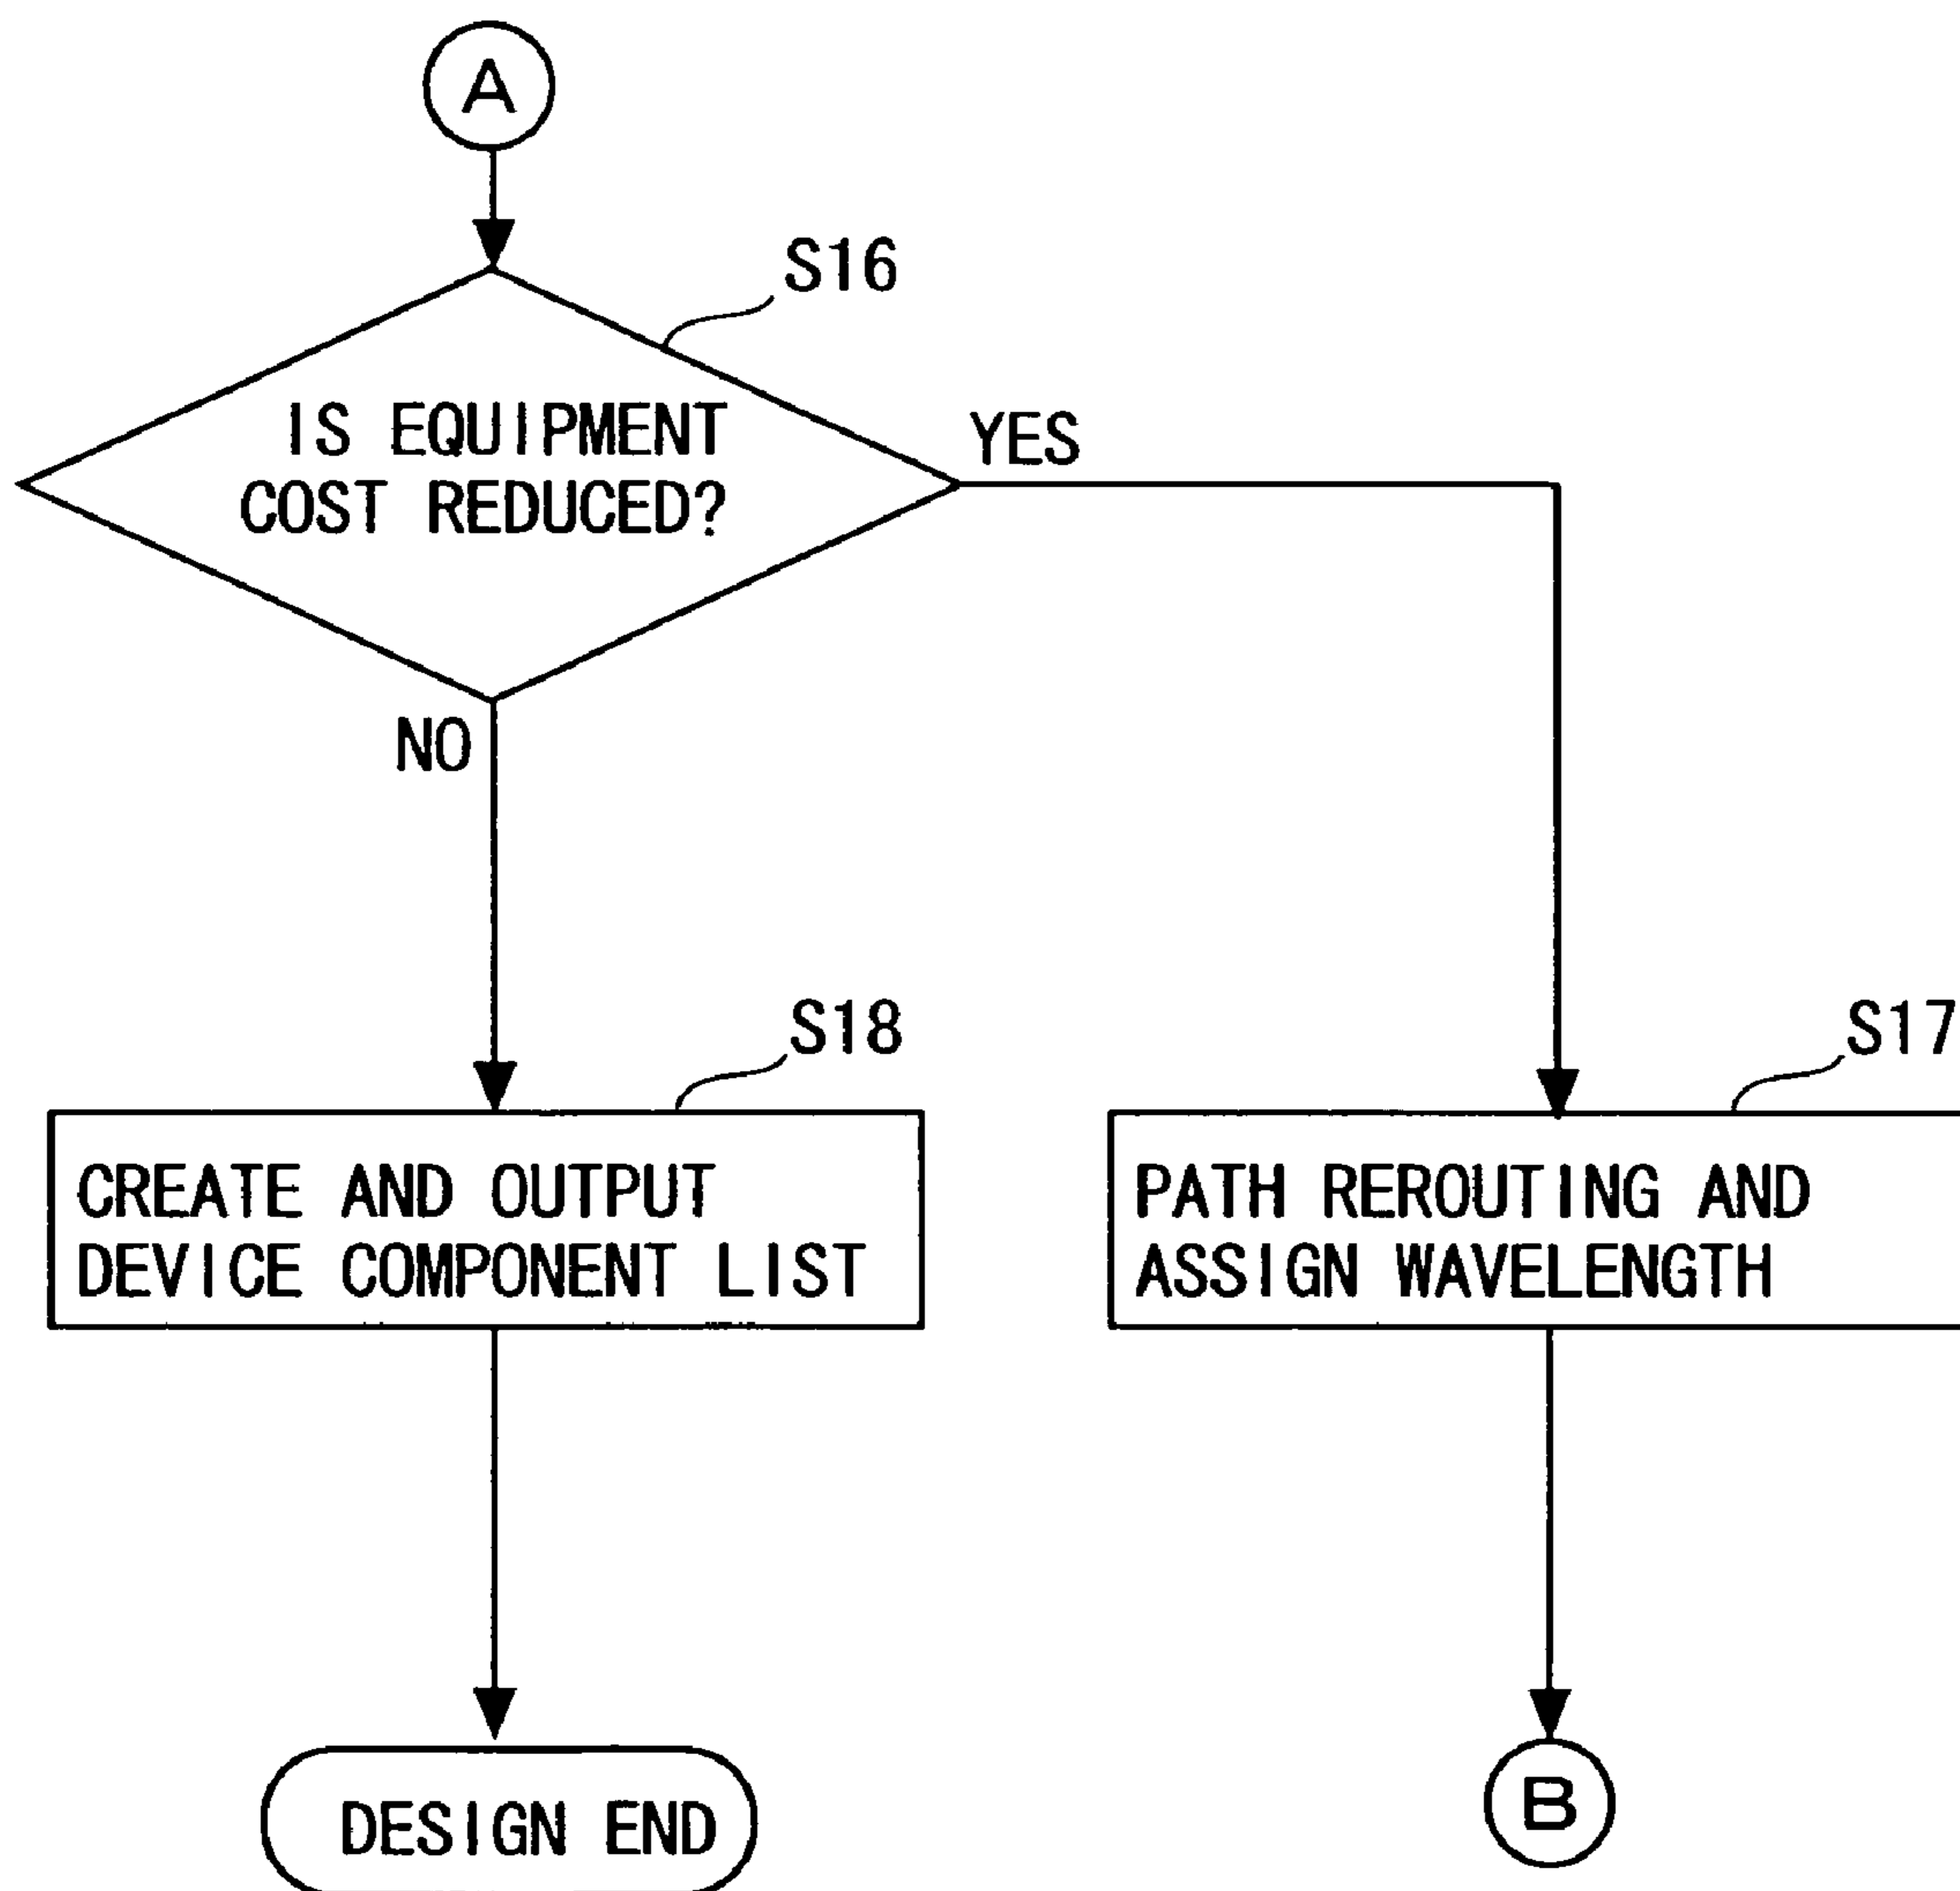 A
S16
IS EQUIPMENT
COST REDUCED?
YES
NO
S18
S17
CREATE AND OUTPUT
DEVICE COMPONENT LIST
PATH REROUTING AND
ASSIGN WAVELENGTH
DESIGN END
B